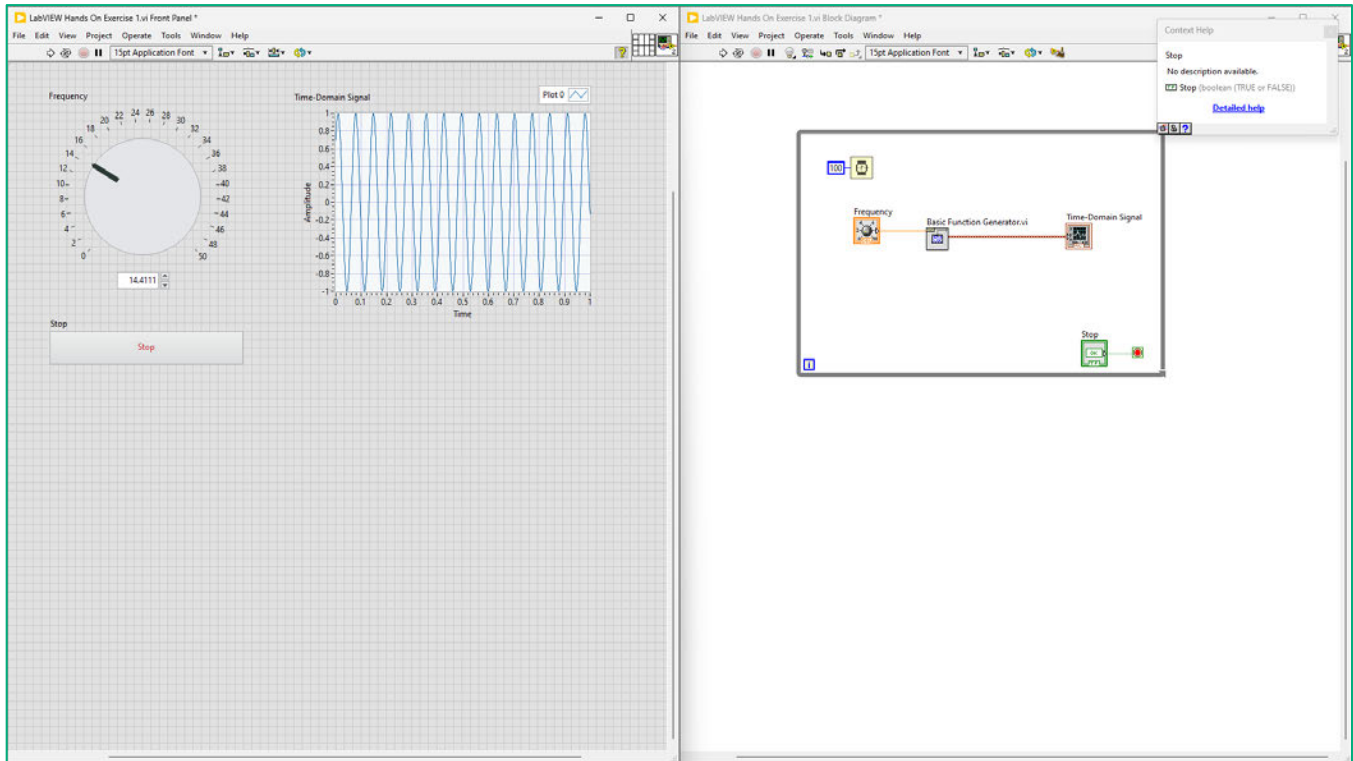 LabVIEW Hands On Exercise 1.vi Front Panel *
File Edit View Project Operate Tools Window Help
15pt Application Font
2
Frequency
0 2 4 6 8 10 12 14 16 18 20 22 24 26 28 30 32 34 36 38 40 42 44 46 48 50
14.4111
Stop
Stop
Time-Domain Signal
Plot 0
Amplitude
1
0.8
0.6
0.4
0.2
0
-0.2
-0.4
-0.6
-0.8
-1
0 0.1 0.2 0.3 0.4 0.5 0.6 0.7 0.8 0.9 1
Time
LabVIEW Hands On Exercise 1.vi Block Diagram *
File Edit View Project Operate Tools Window Help
15pt Application Font
Context Help
Stop
No description available.
TF Stop (boolean (TRUE or FALSE))
Detailed help
?
100
Frequency
Basic Function Generator.vi
Time-Domain Signal
Stop
OK
TF
i